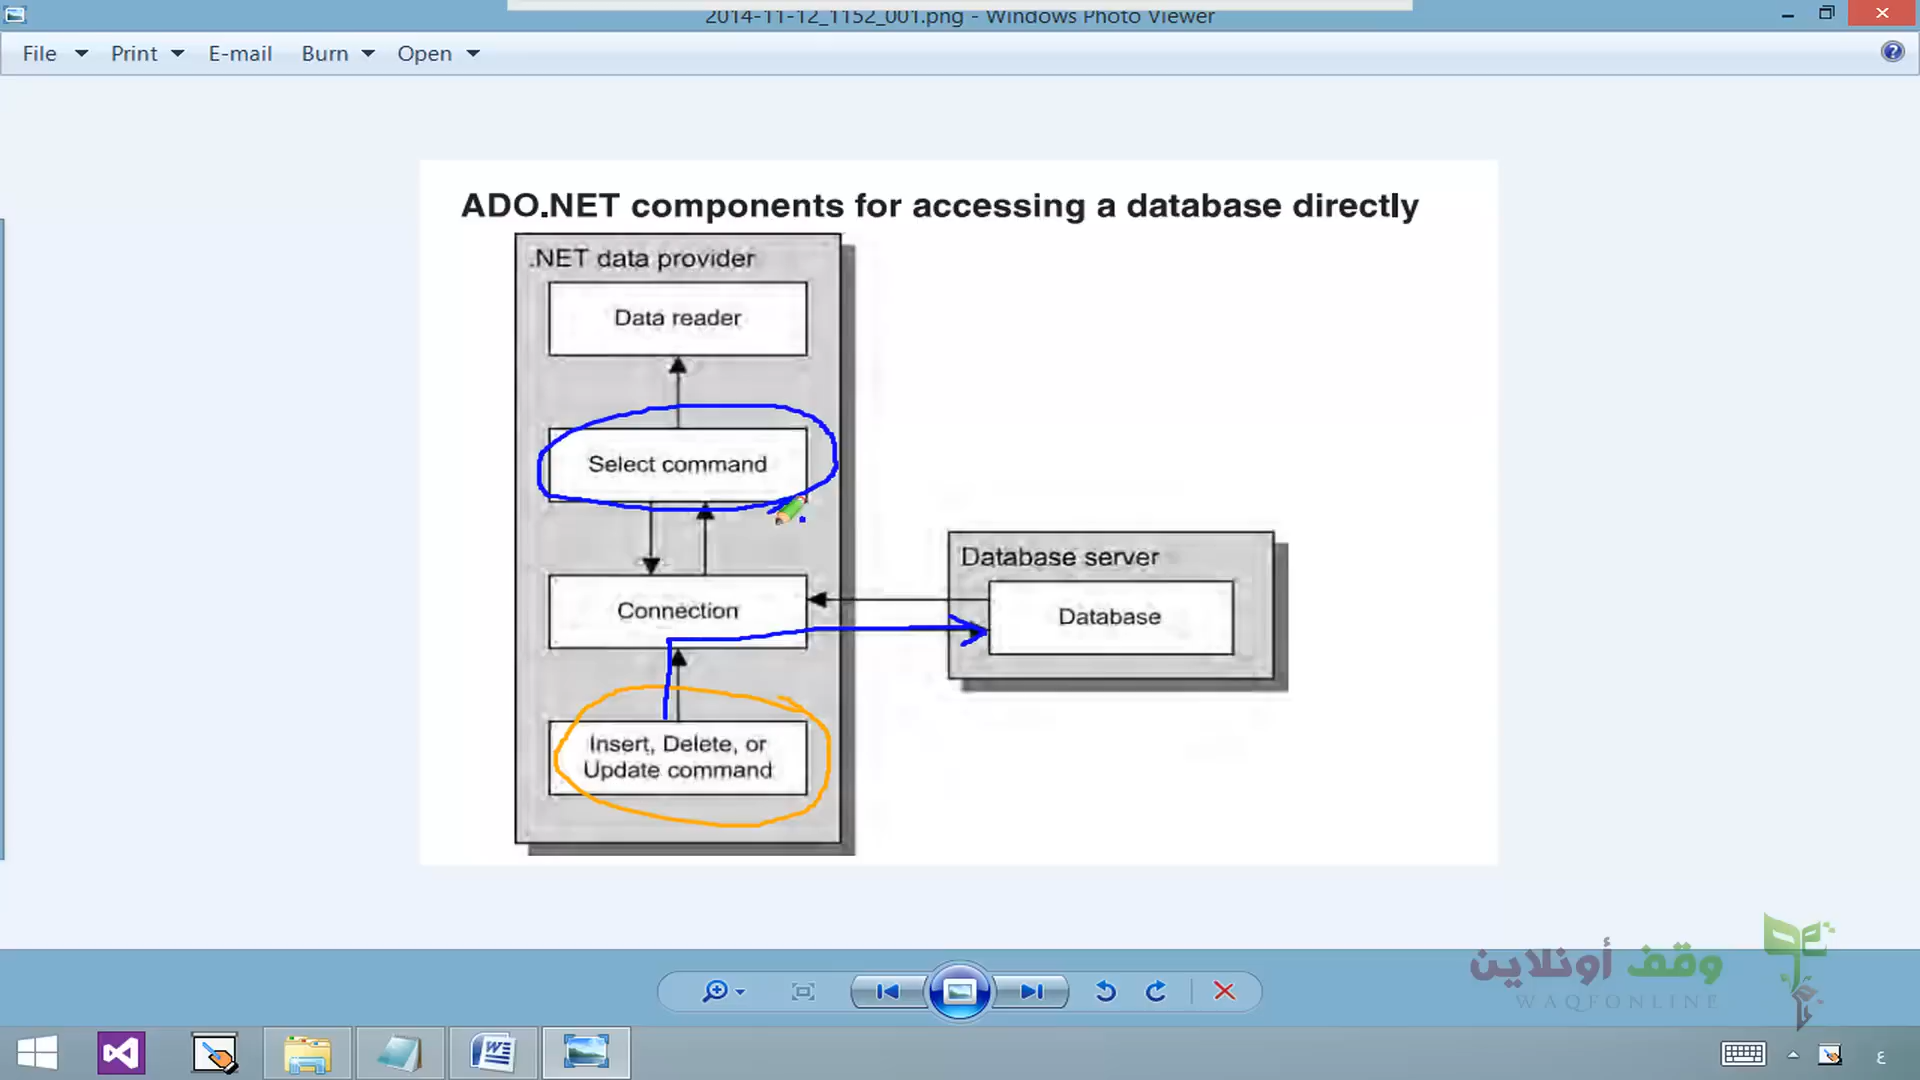 2014-11-12_1152_001.png - Windows Photo Viewer
File Print E-mail Burn Open
ADO.NET components for accessing a database directly
.NET data provider
Data reader
Select command
Connection
Insert, Delete, or
Update command
Database server
Database
وقف أونلاين
WAQFONLINE
ع